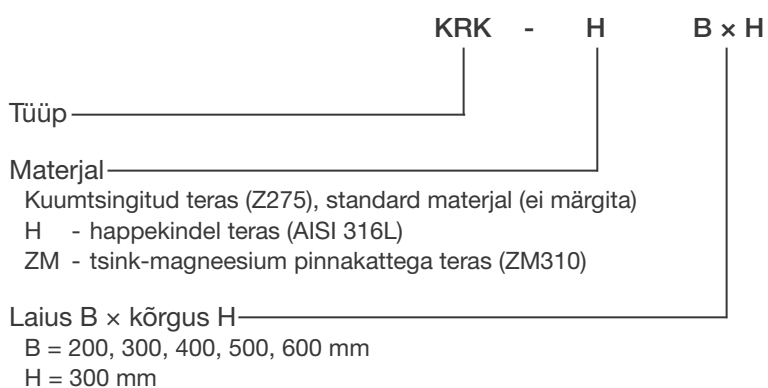 KRK - H B × H
Tüüp
Materjal
Kuumtsingitud teras (Z275), standard materjal (ei märgita)
H - happekindel teras (AISI 316L)
ZM - tsink-magneesium pinnakattega teras (ZM310)
Laius B × kõrgus H
B = 200, 300, 400, 500, 600 mm
H = 300 mm